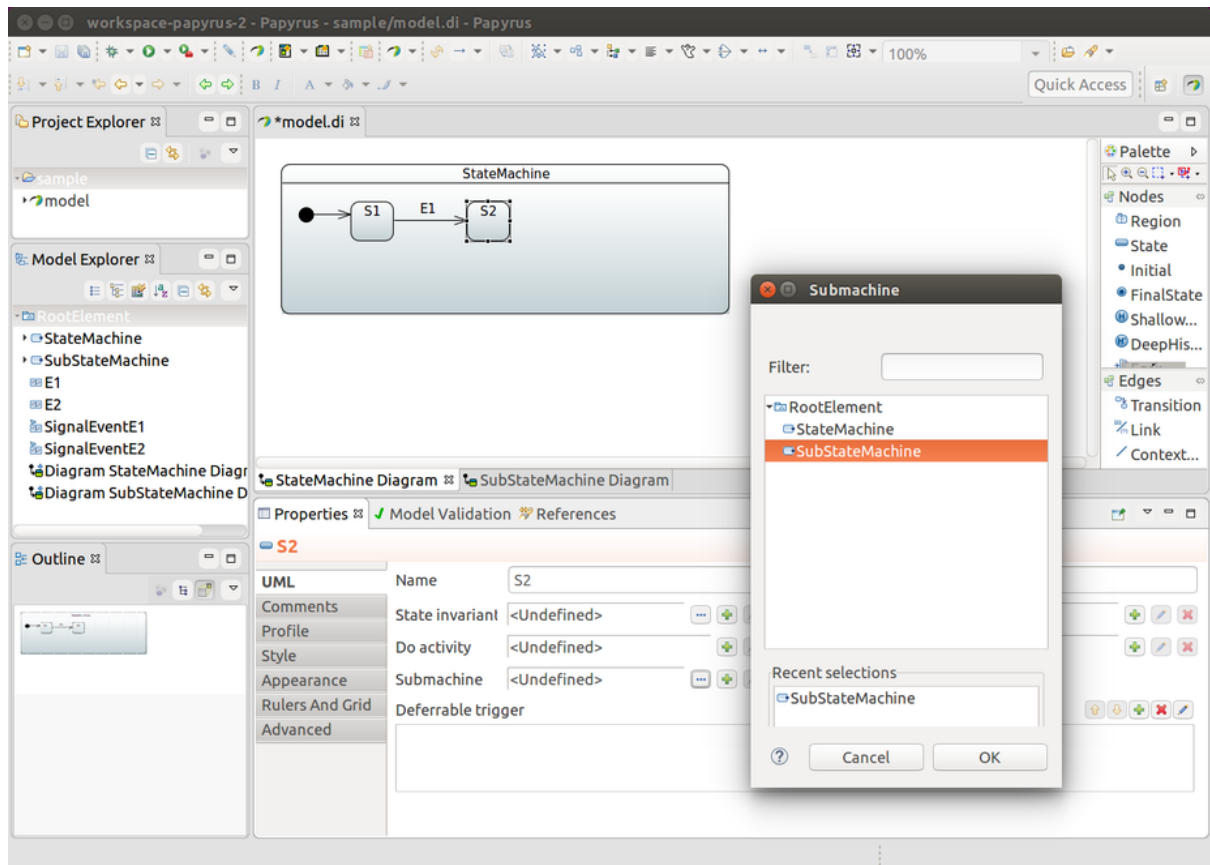 workspace-papyrus-2 - Papyrus - sample/model.di - Papyrus
100%
B I A
Quick Access
Project Explorer
sample
model
Model Explorer
RootElement
StateMachine
SubStateMachine
E1
E2
SignalEventE1
SignalEventE2
Diagram StateMachine Diagr
Diagram SubStateMachine D
Outline
*model.di
StateMachine
S1
E1
S2
StateMachine Diagram
SubStateMachine Diagram
Palette
Nodes
Region
State
Initial
FinalState
Shallow...
DeepHis...
Edges
Transition
Link
Context...
Properties
Model Validation
References
S2
UML
Comments
Profile
Style
Appearance
Rulers And Grid
Advanced
Name S2
State invariant <Undefined>
Do activity <Undefined>
Submachine <Undefined>
Deferrable trigger
Submachine
Filter:
RootElement
StateMachine
SubStateMachine
Recent selections
SubStateMachine
Cancel
OK